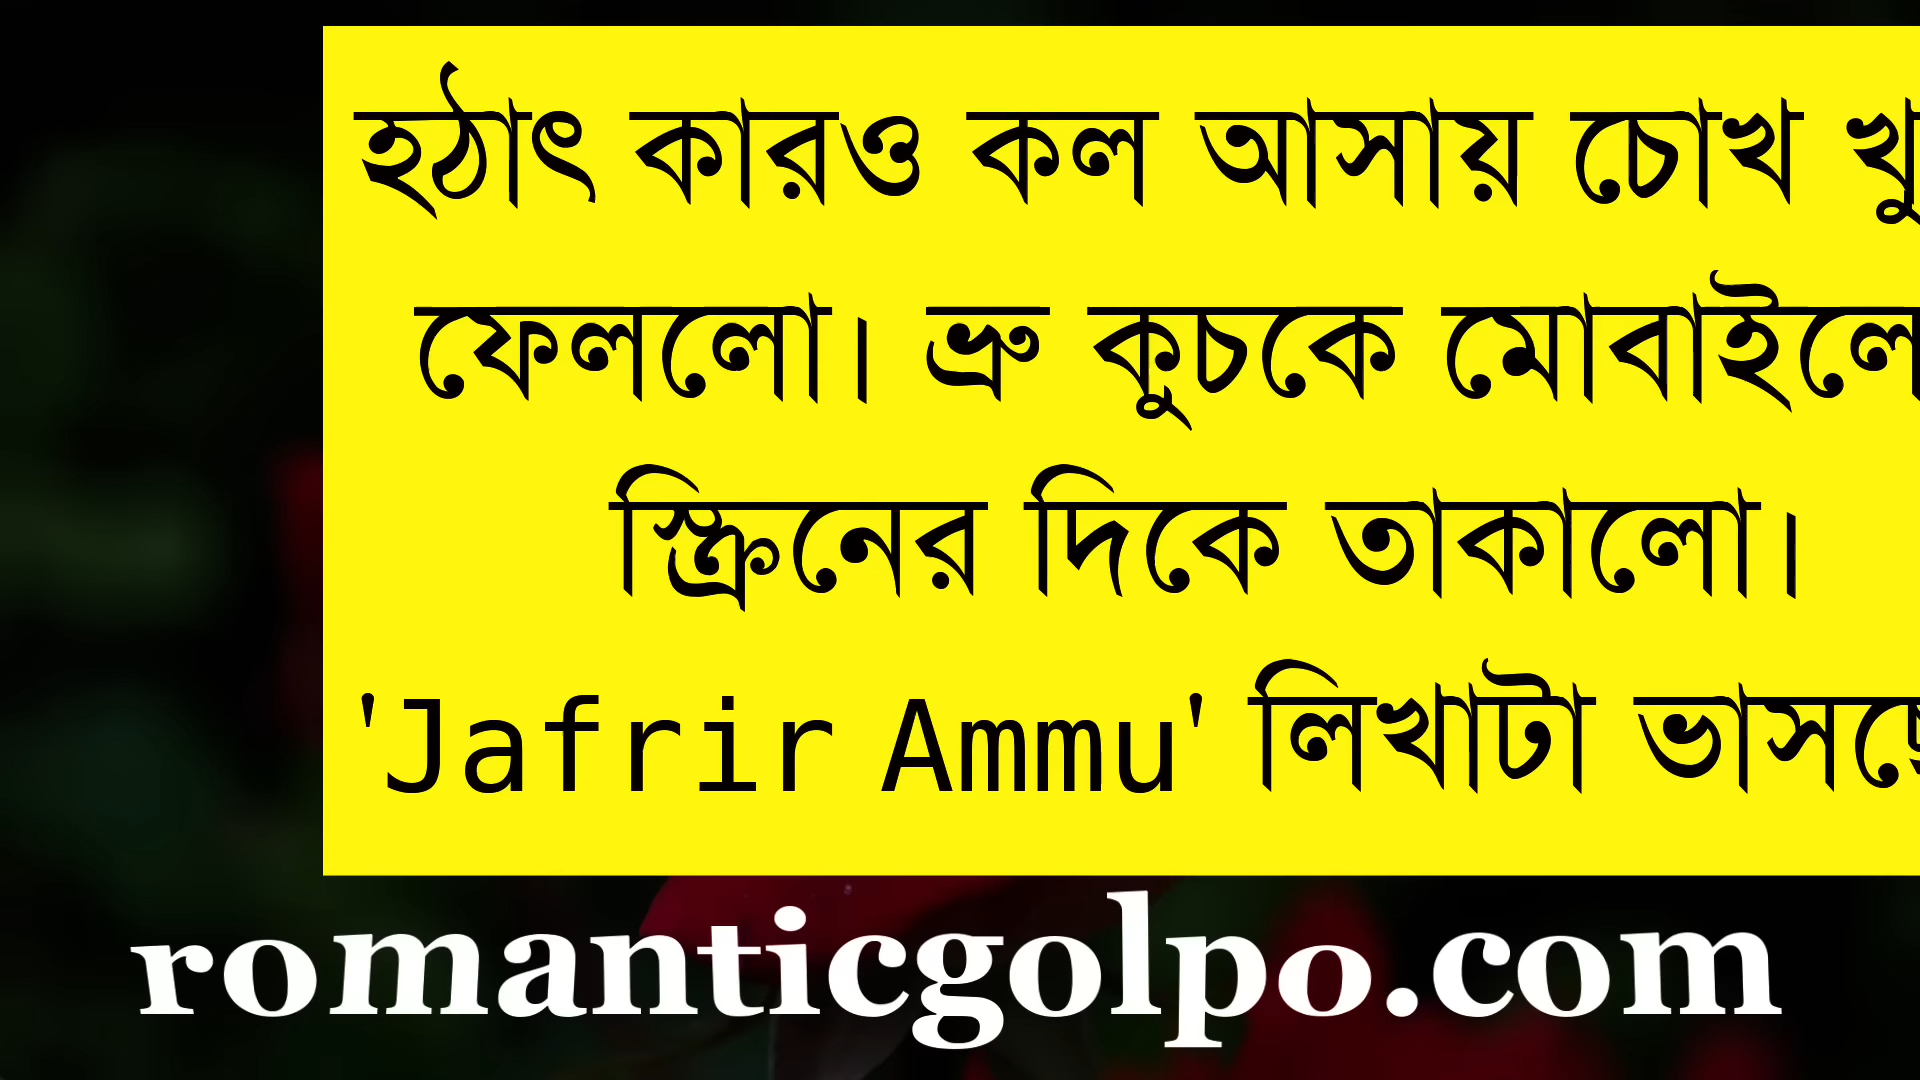 হঠাৎ কারও কল আসায় চোখ খু
ফেললো। ভ্রু কুচকে মোবাইলে
স্ক্রিনের দিকে তাকালো।
'Jafrir Ammu' লিখাটা ভাসছে
romanticgolpo.com